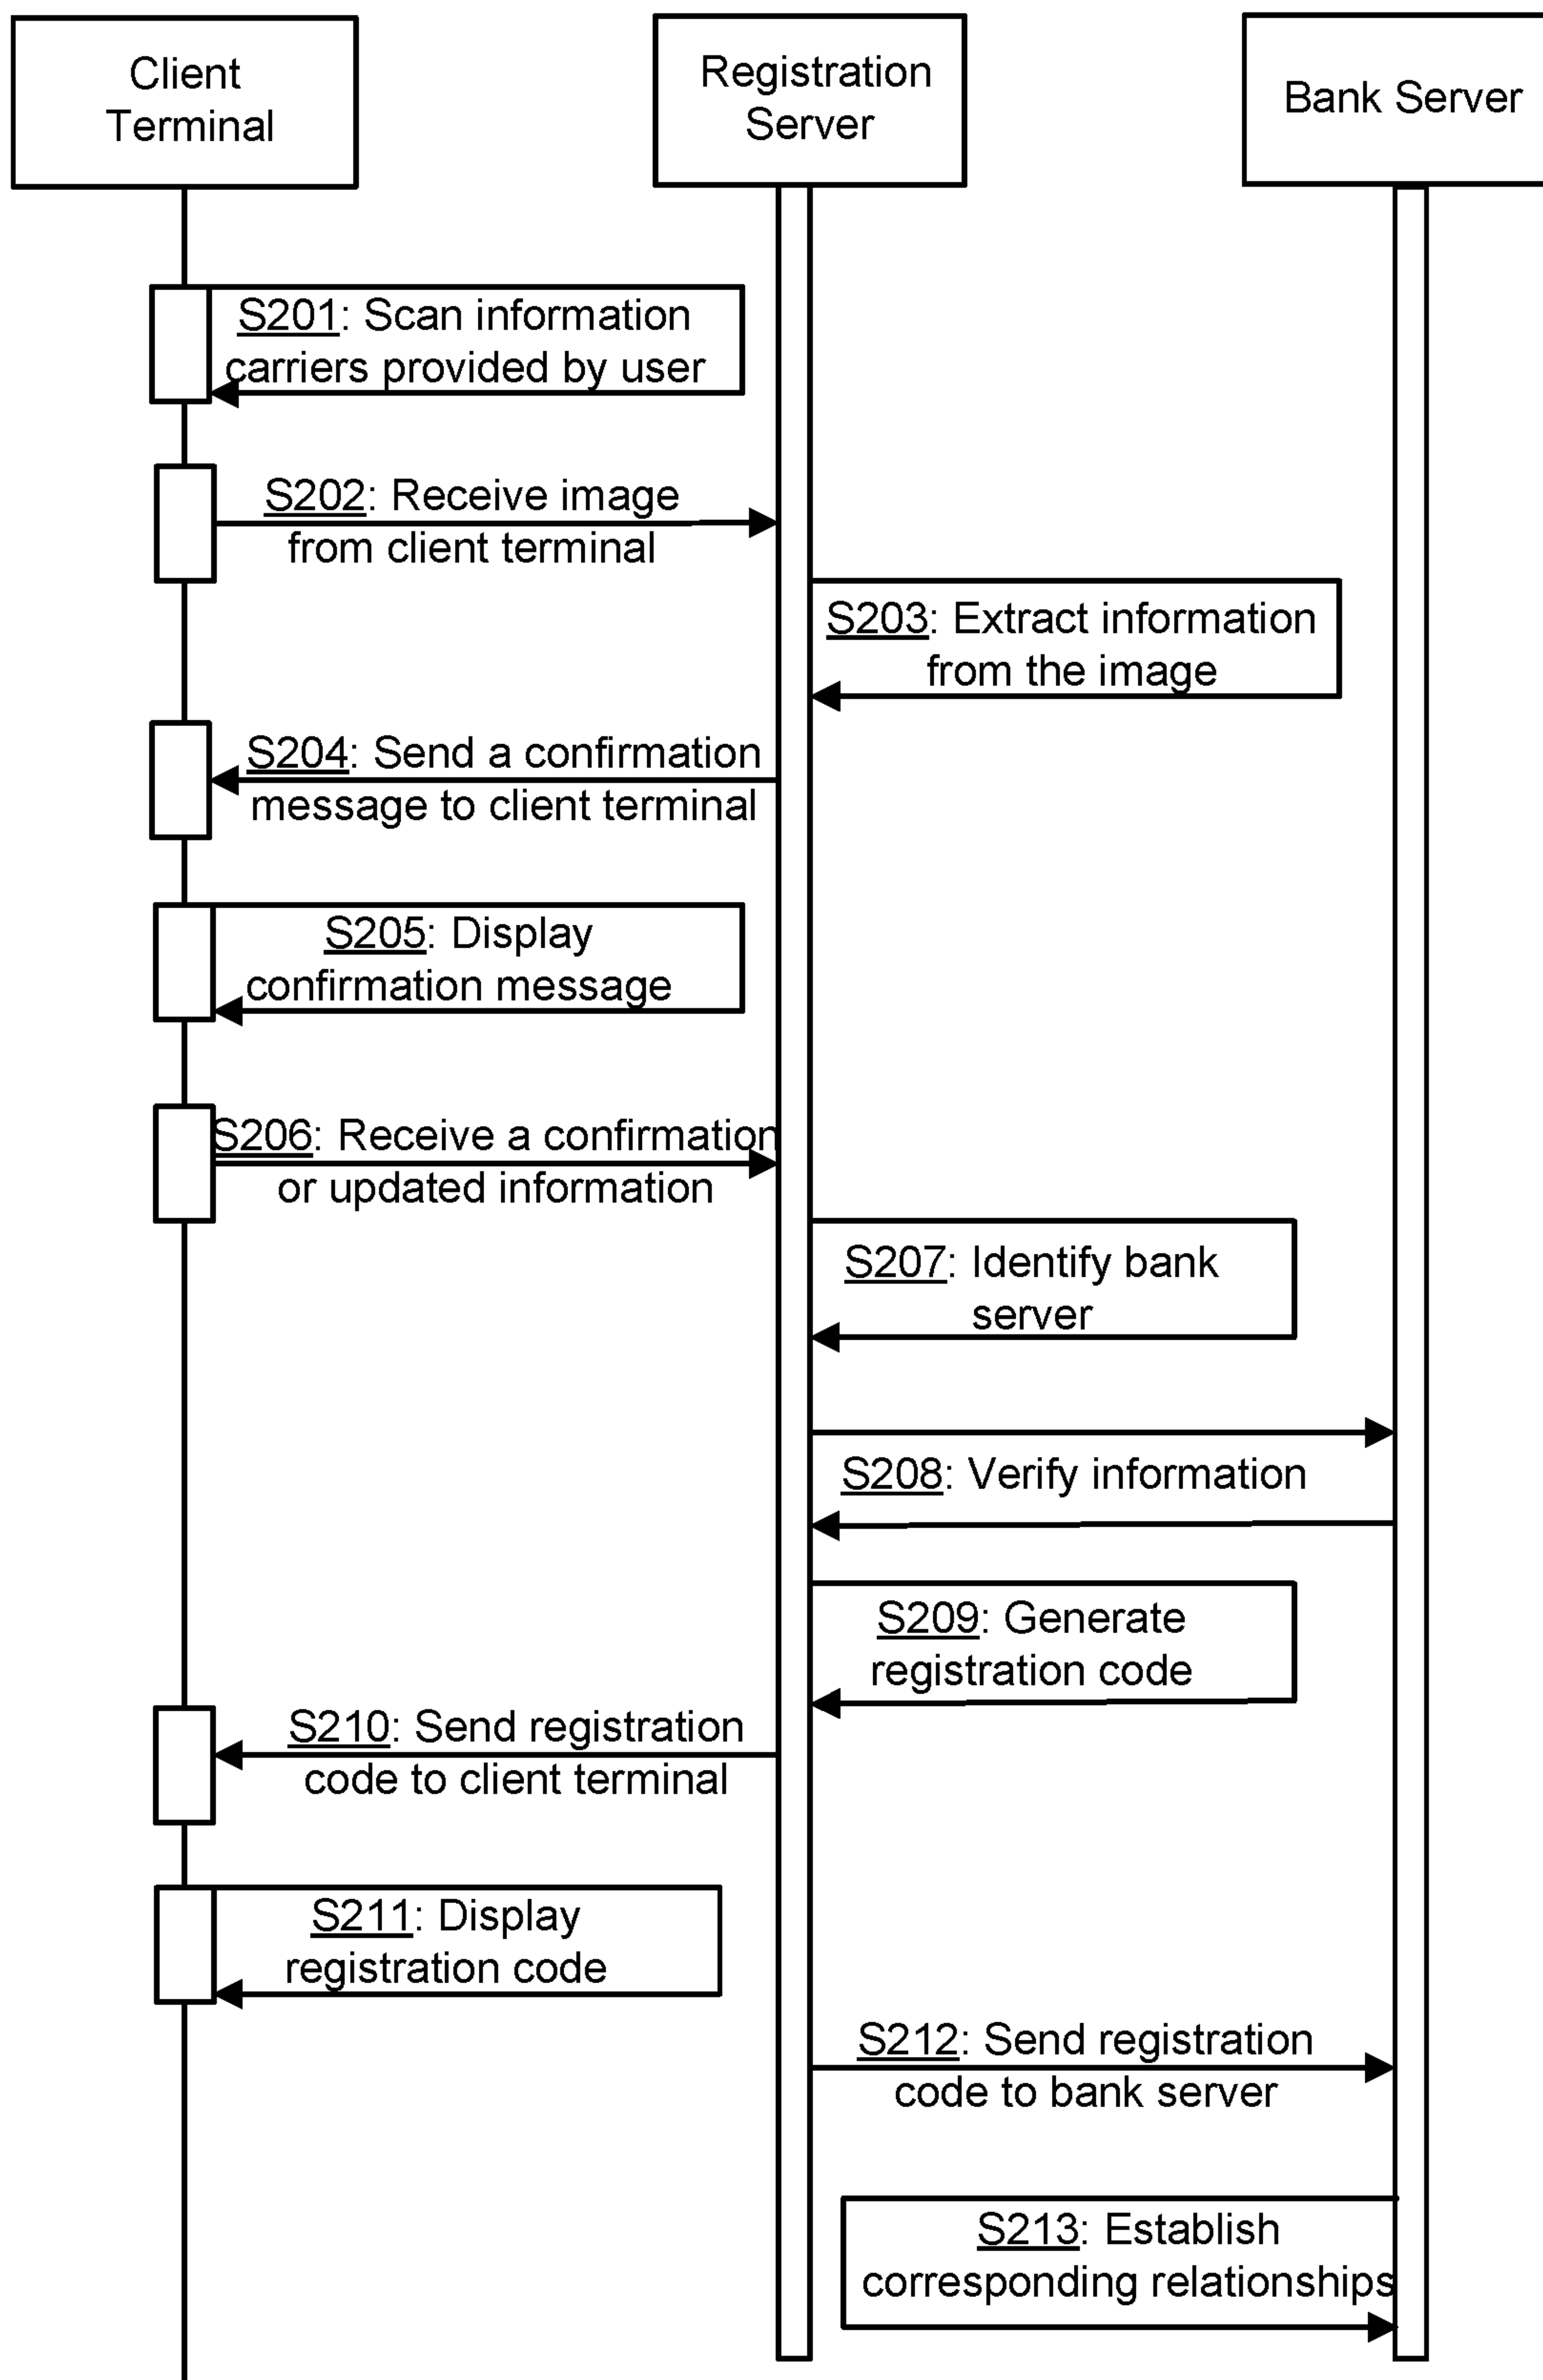 Client
Terminal
Registration
Server
Bank Server
S201: Scan information
carriers provided by user
S202: Receive image
from client terminal
S203: Extract information
from the image
S204: Send a confirmation
message to client terminal
S205: Display
confirmation message
S206: Receive a confirmation
or updated information
S207: Identify bank
server
S208: Verify information
S209: Generate
registration code
S210: Send registration
code to client terminal
S211: Display
registration code
S212: Send registration
code to bank server
S213: Establish
corresponding relationships